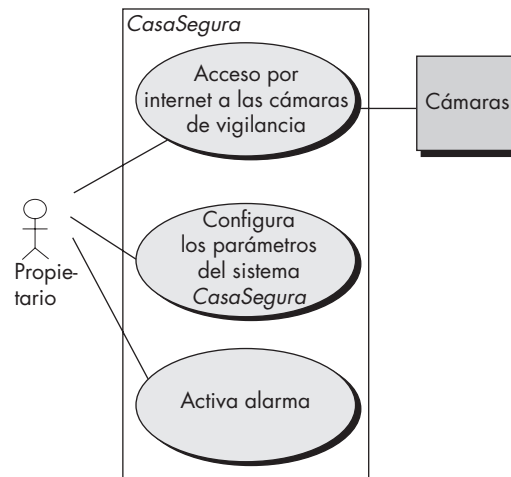 CasaSegura
Acceso por
internet a las cámaras
de vigilancia
Cámaras
Configura
los parámetros
del sistema
CasaSegura
Propie-
tario
Activa alarma